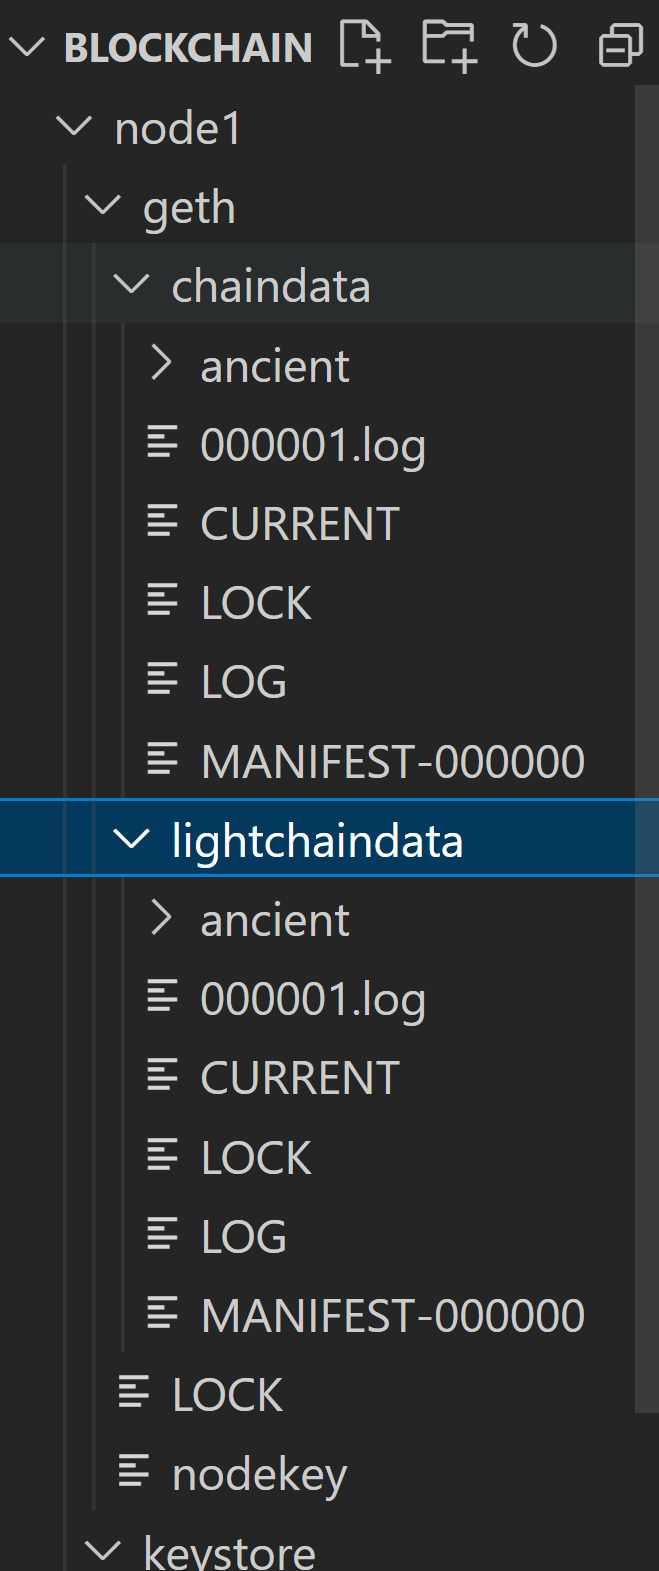 BLOCKCHAIN
node1
geth
chaindata
ancient
000001.log
CURRENT
LOCK
LOG
MANIFEST-000000
lightchaindata
ancient
000001.log
CURRENT
LOCK
LOG
MANIFEST-000000
LOCK
nodekey
keystore